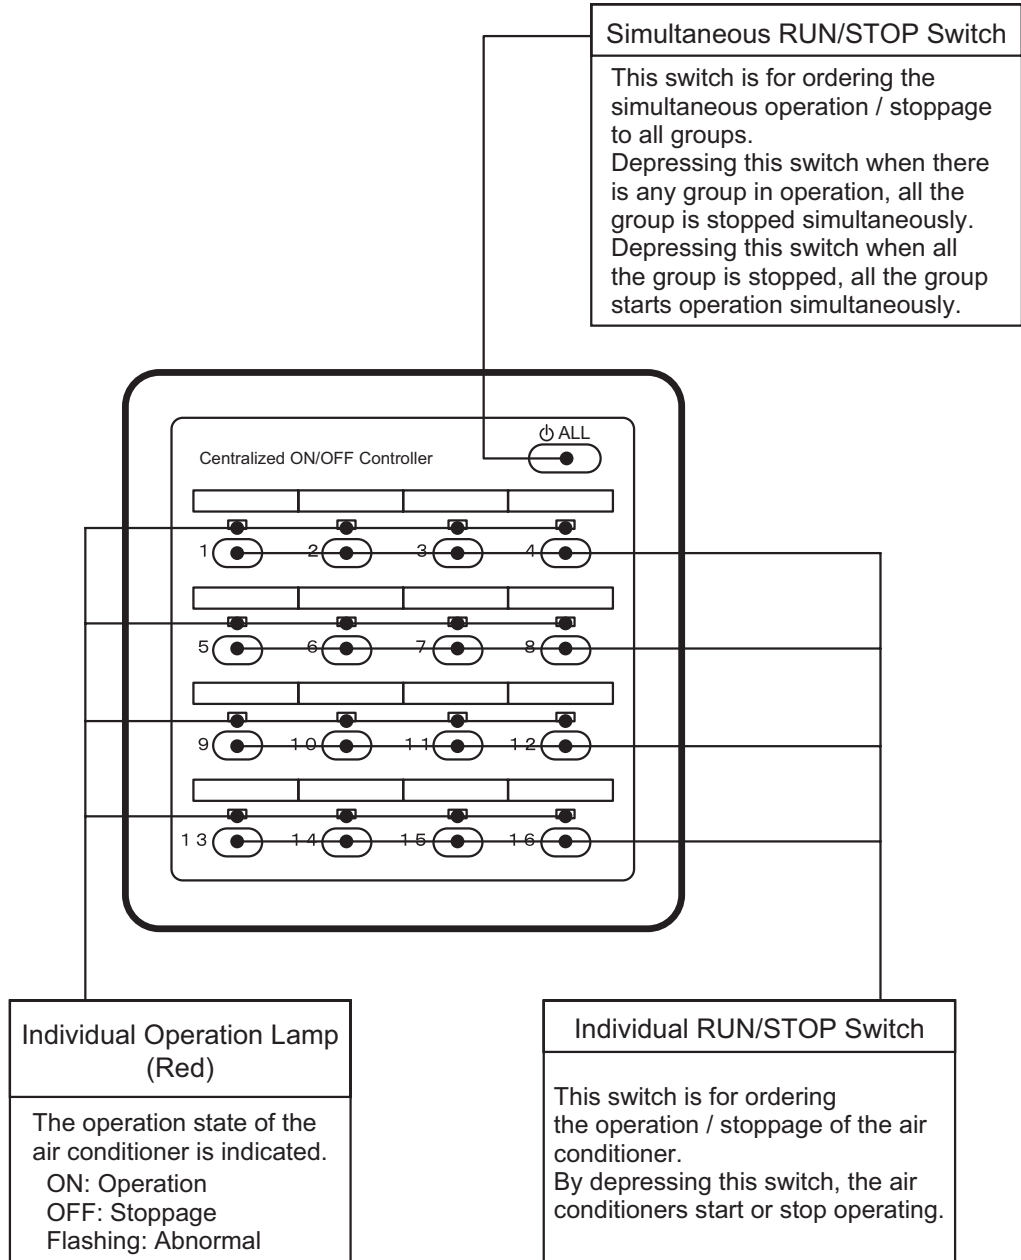 Simultaneous RUN/STOP Switch
This switch is for ordering the
simultaneous operation / stoppage
to all groups.
Depressing this switch when there
is any group in operation, all the
group is stopped simultaneously.
Depressing this switch when all
the group is stopped, all the group
starts operation simultaneously.
ALL
Centralized ON/OFF Controller
1 2 3 4
5 6 7 8
9 10 11 12
13 14 15 16
Individual Operation Lamp
(Red)
The operation state of the
air conditioner is indicated.
ON: Operation
OFF: Stoppage
Flashing: Abnormal
Individual RUN/STOP Switch
This switch is for ordering
the operation / stoppage of the air
conditioner.
By depressing this switch, the air
conditioners start or stop operating.